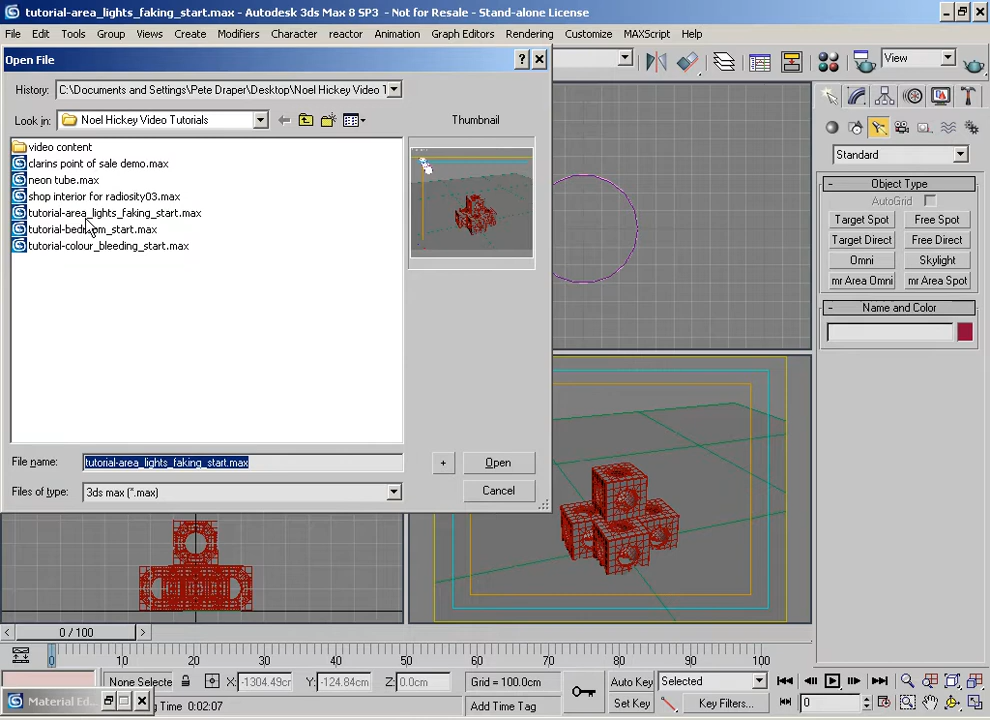 tutorial-area_lights_faking_start.max - Autodesk 3ds Max 8 SP3 - Not for Resale - Stand-alone License
File Edit Tools Group Views Create Modifiers Character reactor Animation Graph Editors Rendering Customize MAXScript Help
Open File
View
History: C:\Documents and Settings\Pete Draper\Desktop\Noel Hickey Video T
Look in: Noel Hickey Video Tutorials
Thumbnail
video content
clarins point of sale demo.max
neon tube.max
shop interior for radiosity03.max
tutorial-area_lights_faking_start.max
tutorial-bedroom_start.max
tutorial-colour_bleeding_start.max
File name: tutorial-area_lights_faking_start.max
+ Open
Files of type: 3ds max (*.max)
Cancel
Standard
- Object Type
AutoGrid
Target Spot Free Spot
Target Direct Free Direct
Omni Skylight
mr Area Omni mr Area Spot
- Name and Color
< 0 / 100 >
0 10 20 30 40 50 60 70 80 90 100
None Selecte X: -1304.49cr Y: -124.84cm Z: 0.0cm Grid = 100.0cm Auto Key Selected
Material Ed...
g Time 0:02:07
Add Time Tag Set Key Key Filters... 0